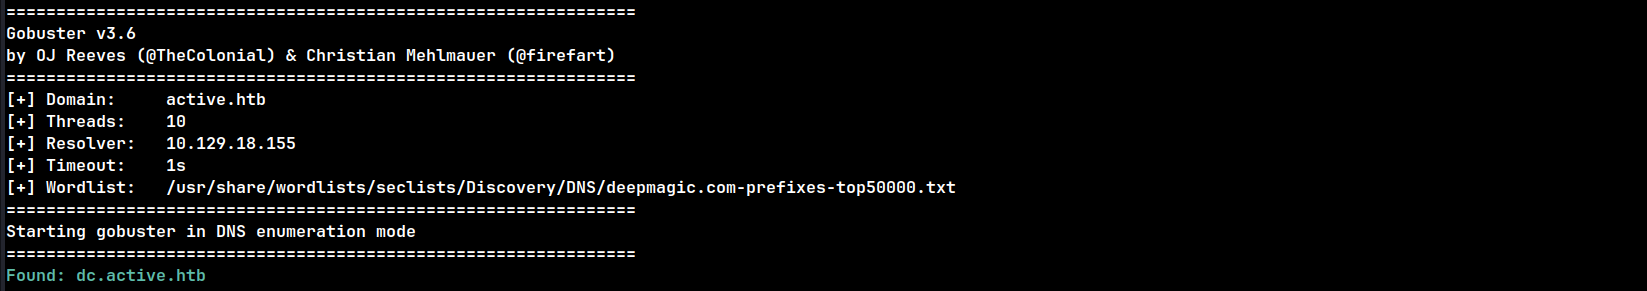 ===============================================================
Gobuster v3.6
by OJ Reeves (@TheColonial) & Christian Mehlmauer (@firefart)
===============================================================
[+] Domain:     active.htb
[+] Threads:    10
[+] Resolver:   10.129.18.155
[+] Timeout:    1s
[+] Wordlist:   /usr/share/wordlists/seclists/Discovery/DNS/deepmagic.com-prefixes-top50000.txt
===============================================================
Starting gobuster in DNS enumeration mode
===============================================================
Found: dc.active.htb